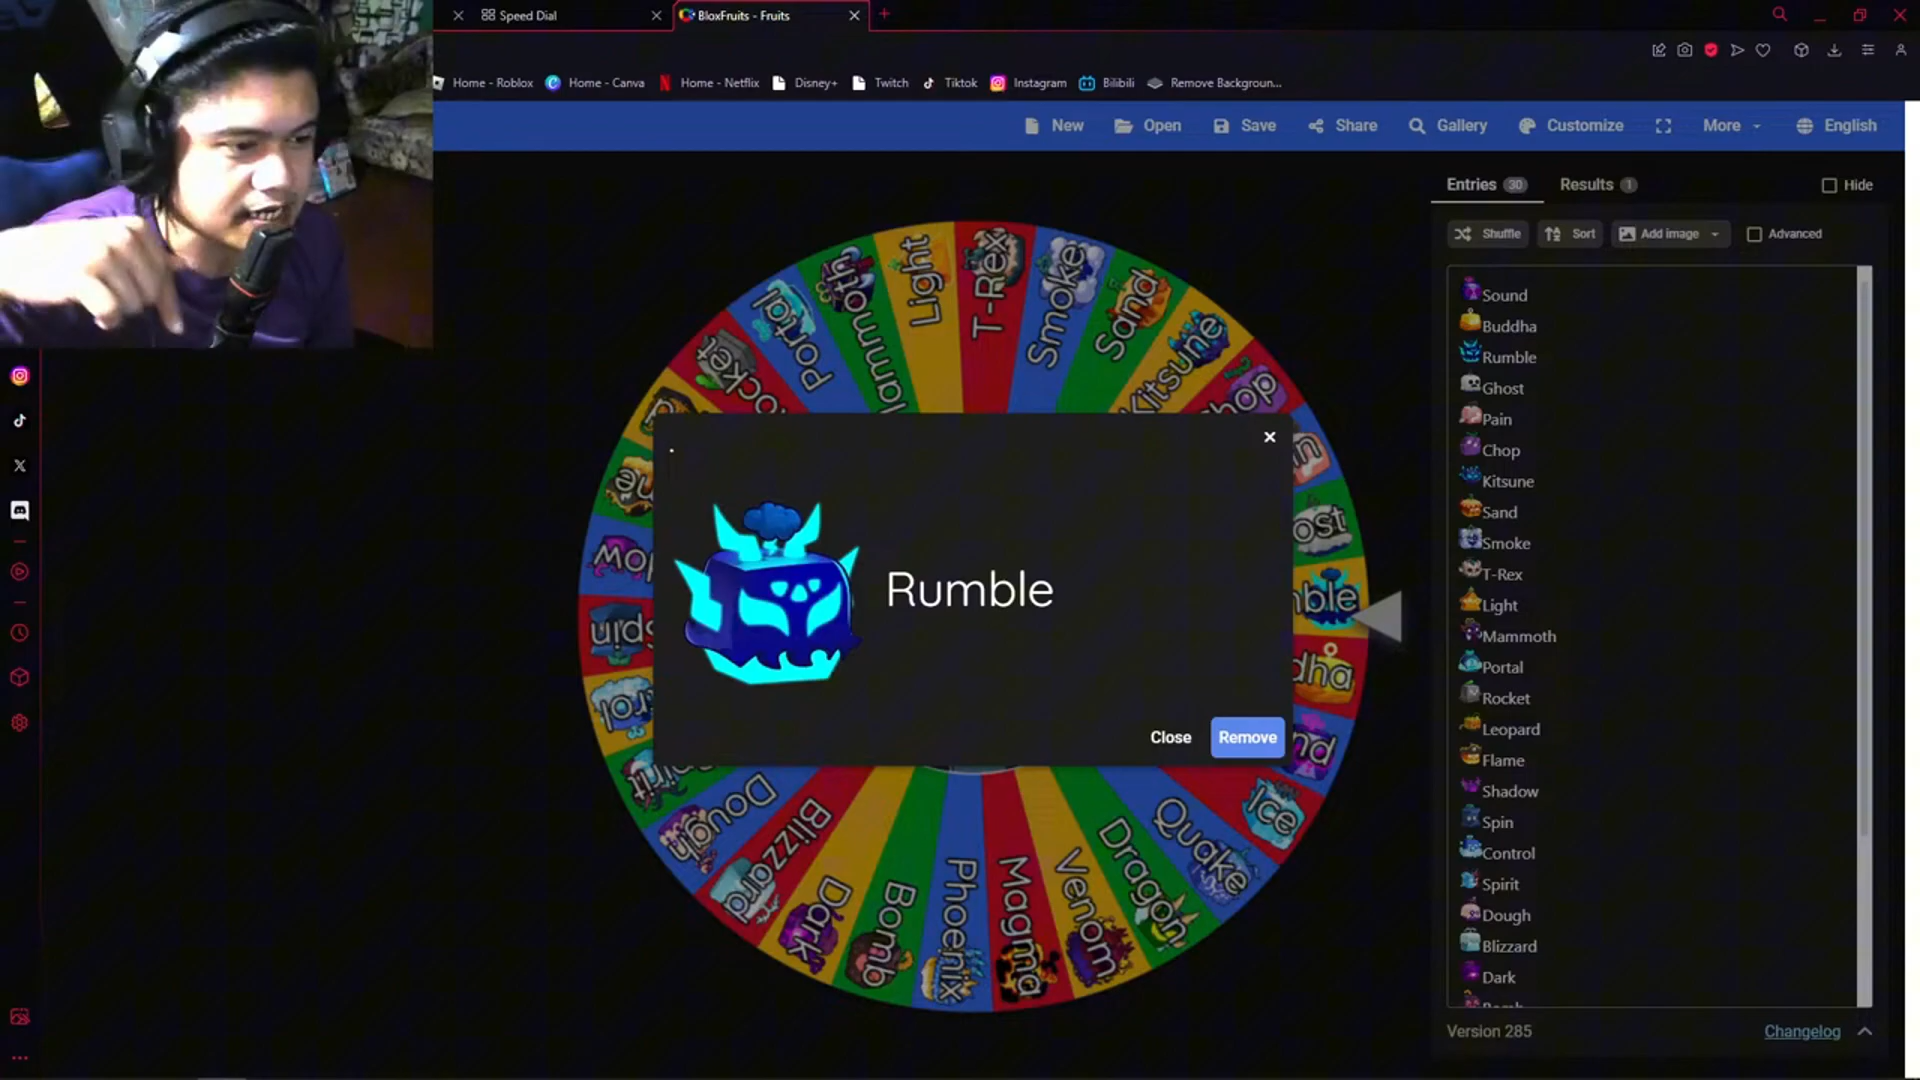 Speed Dial
BloxFruits - Fruits
Home - Roblox
Home - Canva
Home - Netflix
Disney+
Twitch
Tiktok
Instagram
Bilibili
Remove Backgroun...
New
Open
Save
Share
Gallery
Customize
More
English
Entries 30
Results 1
Hide
Shuffle
Sort
Add image
Advanced
Sound
Buddha
Rumble
Ghost
Pain
Chop
Kitsune
Sand
Smoke
T-Rex
Light
Mammoth
Portal
Rocket
Leopard
Flame
Shadow
Spin
Control
Spirit
Dough
Blizzard
Dark
Version 285
Changelog
Portal
Light
T-Rex
Smoke
Sand
Kitsune
Ice
Quake
Dragon
Venom
Magma
Phoenix
Bomb
Dark
Blizzard
Dough
Rumble
Close
Remove